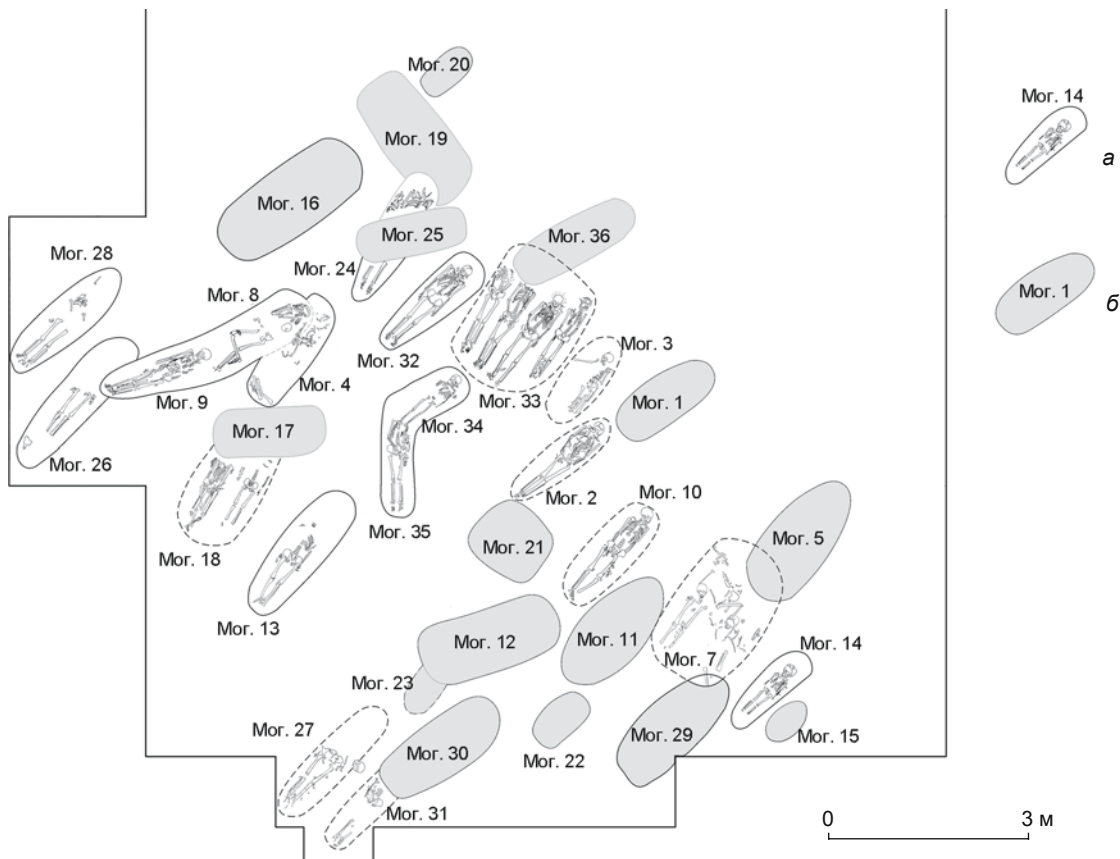 Мог. 20
Мог. 14
Мог. 19
а
Мог. 16
Мог. 25
Мог. 36
Мог. 28
Мог. 24
Мог. 8
Мог. 1
б
Мог. 3
Мог. 32
Мог. 4
Мог. 33
Мог. 9
Мог. 1
Мог. 34
Мог. 17
Мог. 26
Мог. 2
Мог. 10
Мог. 35
Мог. 5
Мог. 21
Мог. 18
Мог. 13
Мог. 12
Мог. 11
Мог. 7
Мог. 14
Мог. 23
Мог. 27
Мог. 30
Мог. 29
Мог. 15
Мог. 22
Мог. 31
0 3 м